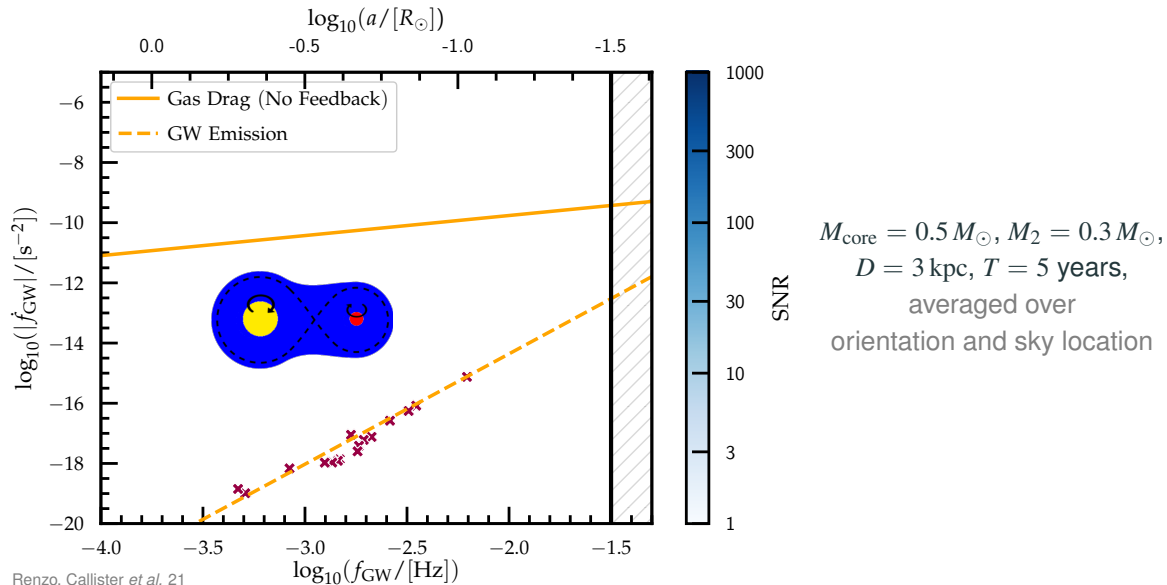 log₁₀(a/[R⊙])
0.0 -0.5 -1.0 -1.5
Gas Drag (No Feedback)
GW Emission
log₁₀(|ḟ_GW|/[s⁻²])
−6
−8
−10
−12
−14
−16
−18
−20
-4.0 -3.5 -3.0 -2.5 -2.0 -1.5
log₁₀(f_GW/[Hz])
1000
300
100
30
10
3
1
SNR
M_core = 0.5 M⊙, M₂ = 0.3 M⊙,
D = 3 kpc, T = 5 years,
averaged over
orientation and sky location
Renzo, Callister et al. 21